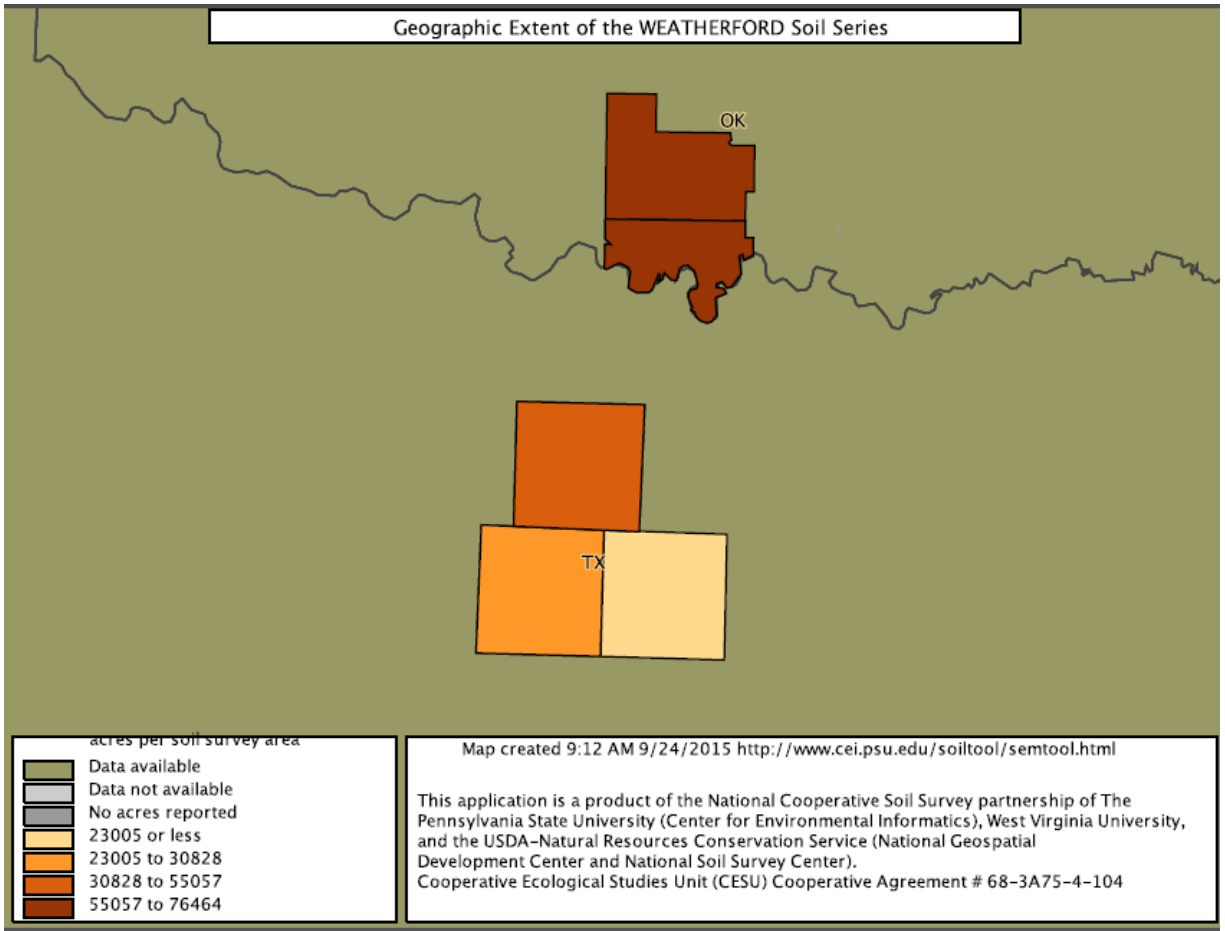 Geographic Extent of the WEATHERFORD Soil Series
OK
TX
acres per soil survey area
Data available
Data not available
No acres reported
23005 or less
23005 to 30828
30828 to 55057
55057 to 76464
Map created 9:12 AM 9/24/2015 http://www.cei.psu.edu/soiltool/semtool.html
This application is a product of the National Cooperative Soil Survey partnership of The
Pennsylvania State University (Center for Environmental Informatics), West Virginia University,
and the USDA-Natural Resources Conservation Service (National Geospatial
Development Center and National Soil Survey Center).
Cooperative Ecological Studies Unit (CESU) Cooperative Agreement # 68-3A75-4-104